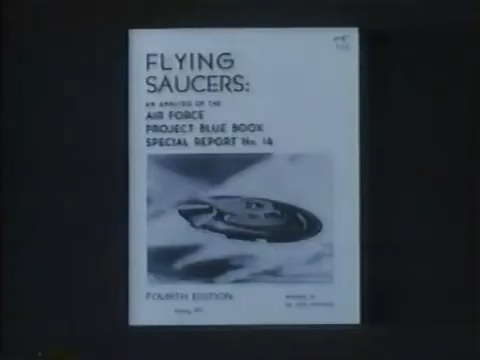 FLYING
SAUCERS:
AN ANALYSIS OF THE
AIR FORCE
PROJECT BLUE BOOK
SPECIAL REPORT No. 14
FOURTH EDITION